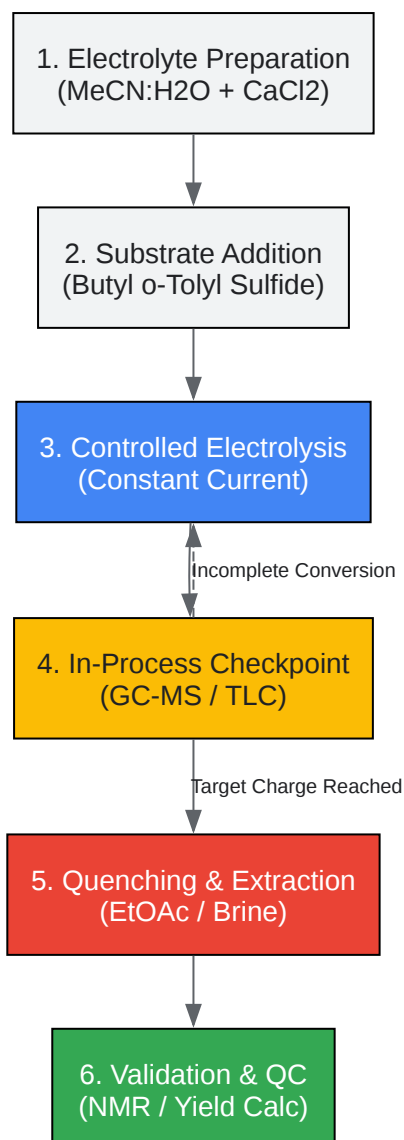 1. Electrolyte Preparation
(MeCN:H2O + CaCl2)
2. Substrate Addition
(Butyl o-Tolyl Sulfide)
3. Controlled Electrolysis
(Constant Current)
Incomplete Conversion
4. In-Process Checkpoint
(GC-MS / TLC)
Target Charge Reached
5. Quenching & Extraction
(EtOAc / Brine)
6. Validation & QC
(NMR / Yield Calc)